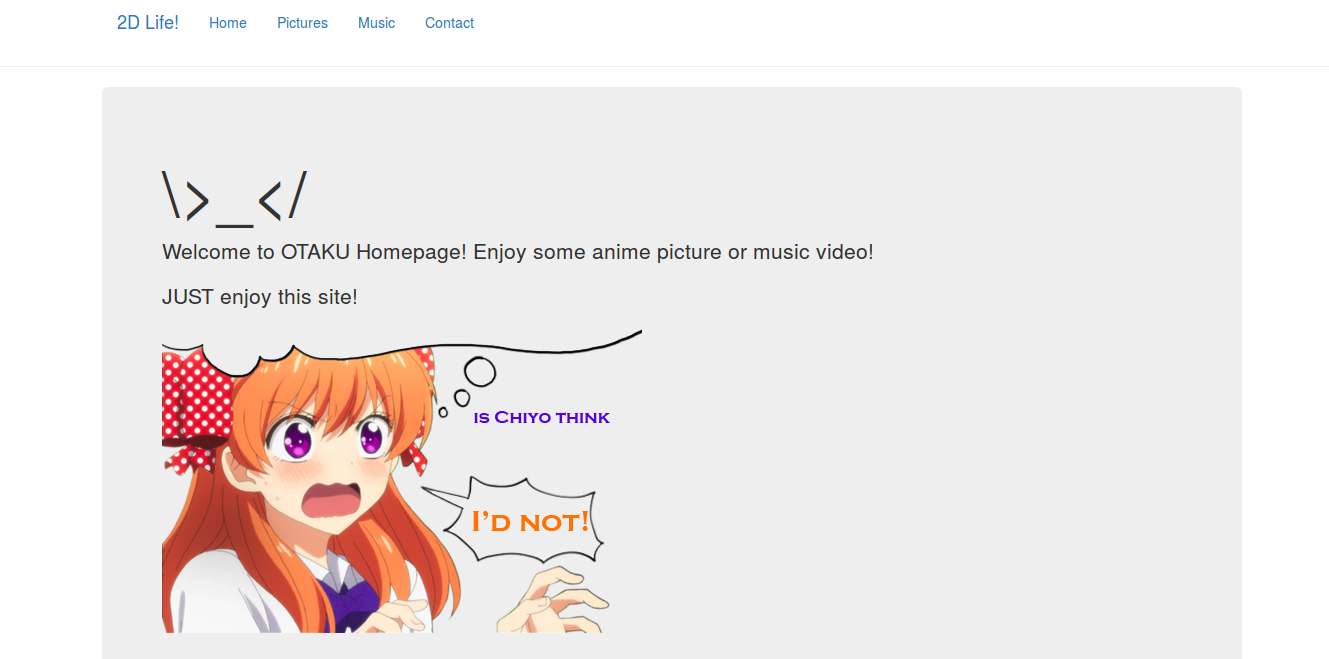 2D Life! Home Pictures Music Contact
\>_</
Welcome to OTAKU Homepage! Enjoy some anime picture or music video!
JUST enjoy this site!
is Chiyo think
I'd not!